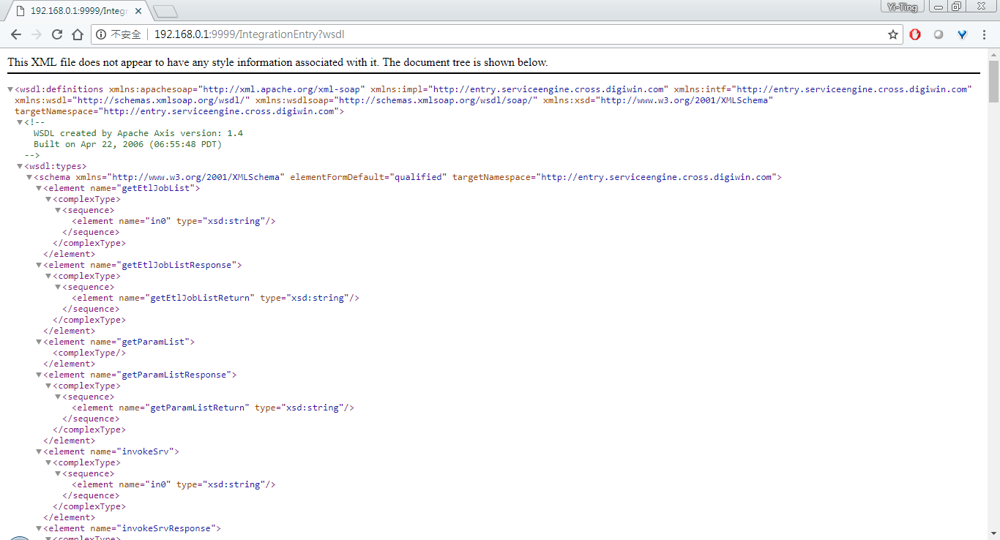 192.168.0.1:9999/Integr
Yi-Ting
不安全 192.168.0.1:9999/IntegrationEntry?wsdl
This XML file does not appear to have any style information associated with it. The document tree is shown below.
<wsdl:definitions xmlns:apachesoap="http://xml.apache.org/xml-soap" xmlns:impl="http://entry.serviceengine.cross.digiwin.com" xmlns:intf="http://entry.serviceengine.cross.digiwin.com"
xmlns:wsdl="http://schemas.xmlsoap.org/wsdl/" xmlns:wsdlsoap="http://schemas.xmlsoap.org/wsdl/soap/" xmlns:xsd="http://www.w3.org/2001/XMLSchema"
targetNamespace="http://entry.serviceengine.cross.digiwin.com">
<!--
WSDL created by Apache Axis version: 1.4
Built on Apr 22, 2006 (06:55:48 PDT)
-->
<wsdl:types>
<schema xmlns="http://www.w3.org/2001/XMLSchema" elementFormDefault="qualified" targetNamespace="http://entry.serviceengine.cross.digiwin.com">
<element name="getEtlJobList">
<complexType>
<sequence>
<element name="in0" type="xsd:string"/>
</sequence>
</complexType>
</element>
<element name="getEtlJobListResponse">
<complexType>
<sequence>
<element name="getEtlJobListReturn" type="xsd:string"/>
</sequence>
</complexType>
</element>
<element name="getParamList">
<complexType/>
</element>
<element name="getParamListResponse">
<complexType>
<sequence>
<element name="getParamListReturn" type="xsd:string"/>
</sequence>
</complexType>
</element>
<element name="invokeSrv">
<complexType>
<sequence>
<element name="in0" type="xsd:string"/>
</sequence>
</complexType>
</element>
<element name="invokeSrvResponse">
<complexType>